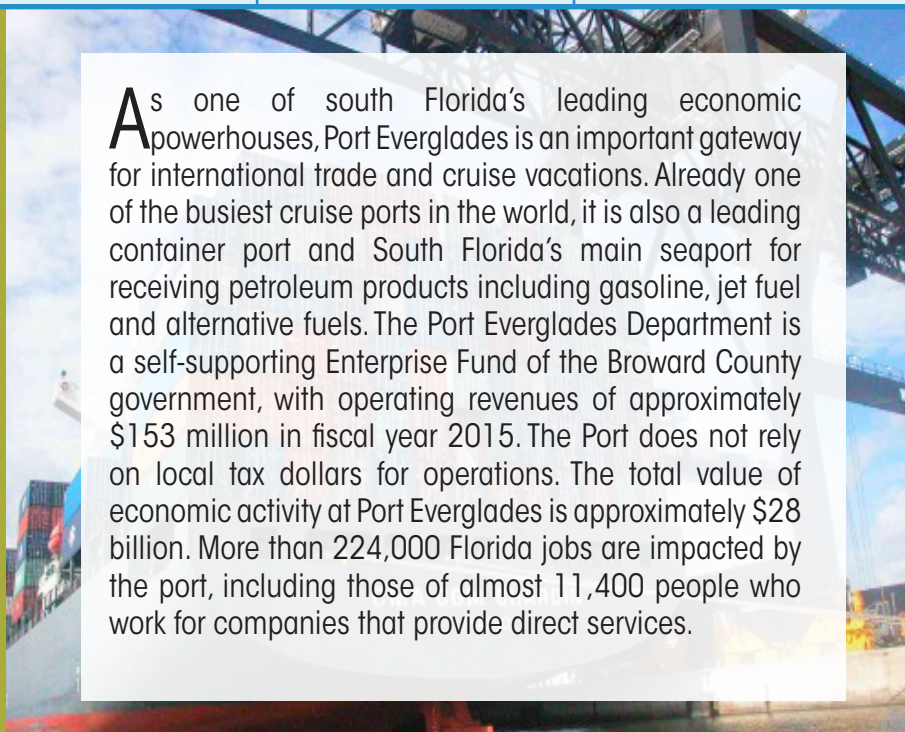 As one of south Florida's leading economic
powerhouses, Port Everglades is an important gateway
for international trade and cruise vacations. Already one
of the busiest cruise ports in the world, it is also a leading
container port and South Florida's main seaport for
receiving petroleum products including gasoline, jet fuel
and alternative fuels. The Port Everglades Department is
a self-supporting Enterprise Fund of the Broward County
government, with operating revenues of approximately
$153 million in fiscal year 2015. The Port does not rely
on local tax dollars for operations. The total value of
economic activity at Port Everglades is approximately $28
billion. More than 224,000 Florida jobs are impacted by
the port, including those of almost 11,400 people who
work for companies that provide direct services.